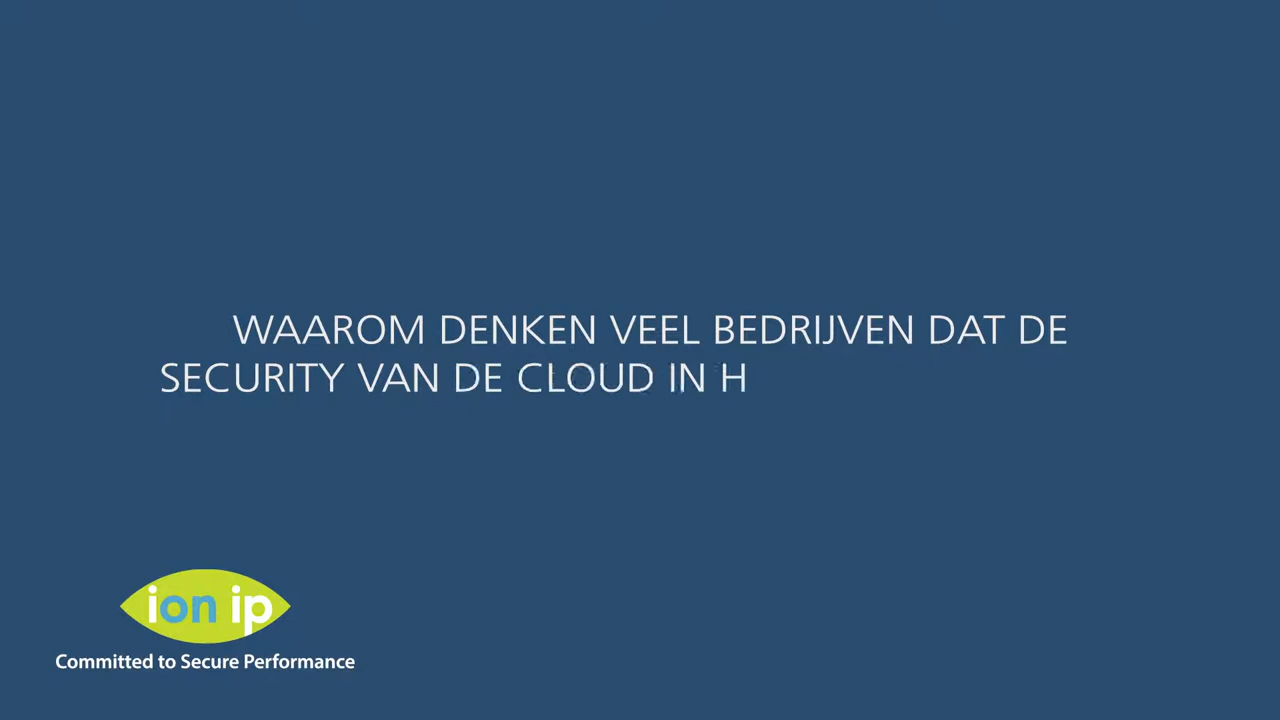 WAAROM DENKEN VEEL BEDRIJVEN DAT DE
SECURITY VAN DE CLOUD IN H
ion ip
Committed to Secure Performance